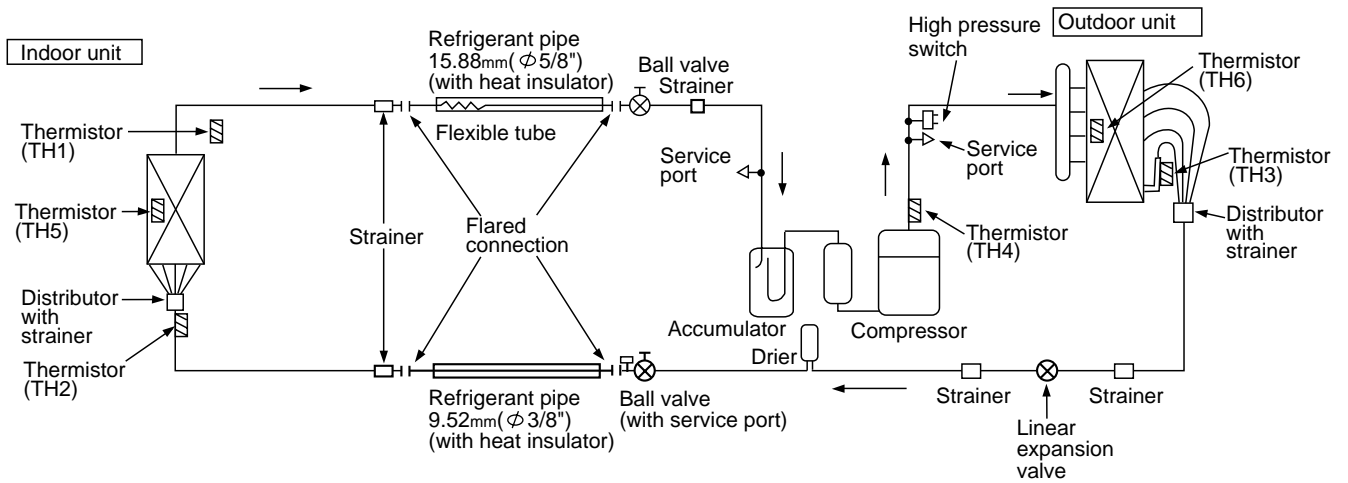 Indoor unit
Refrigerant pipe
15.88mm(ϕ5/8")
(with heat insulator)
Flexible tube
Ball valve
Strainer
High pressure
switch
Outdoor unit
Thermistor
(TH6)
Thermistor
(TH1)
Service
port
Service
port
Thermistor
(TH3)
Thermistor
(TH5)
Strainer
Flared
connection
Thermistor
(TH4)
Distributor
with
strainer
Distributor
with
strainer
Accumulator
Compressor
Drier
Thermistor
(TH2)
Refrigerant pipe
9.52mm(ϕ3/8")
(with heat insulator)
Ball valve
(with service port)
Strainer
Strainer
Linear
expansion
valve